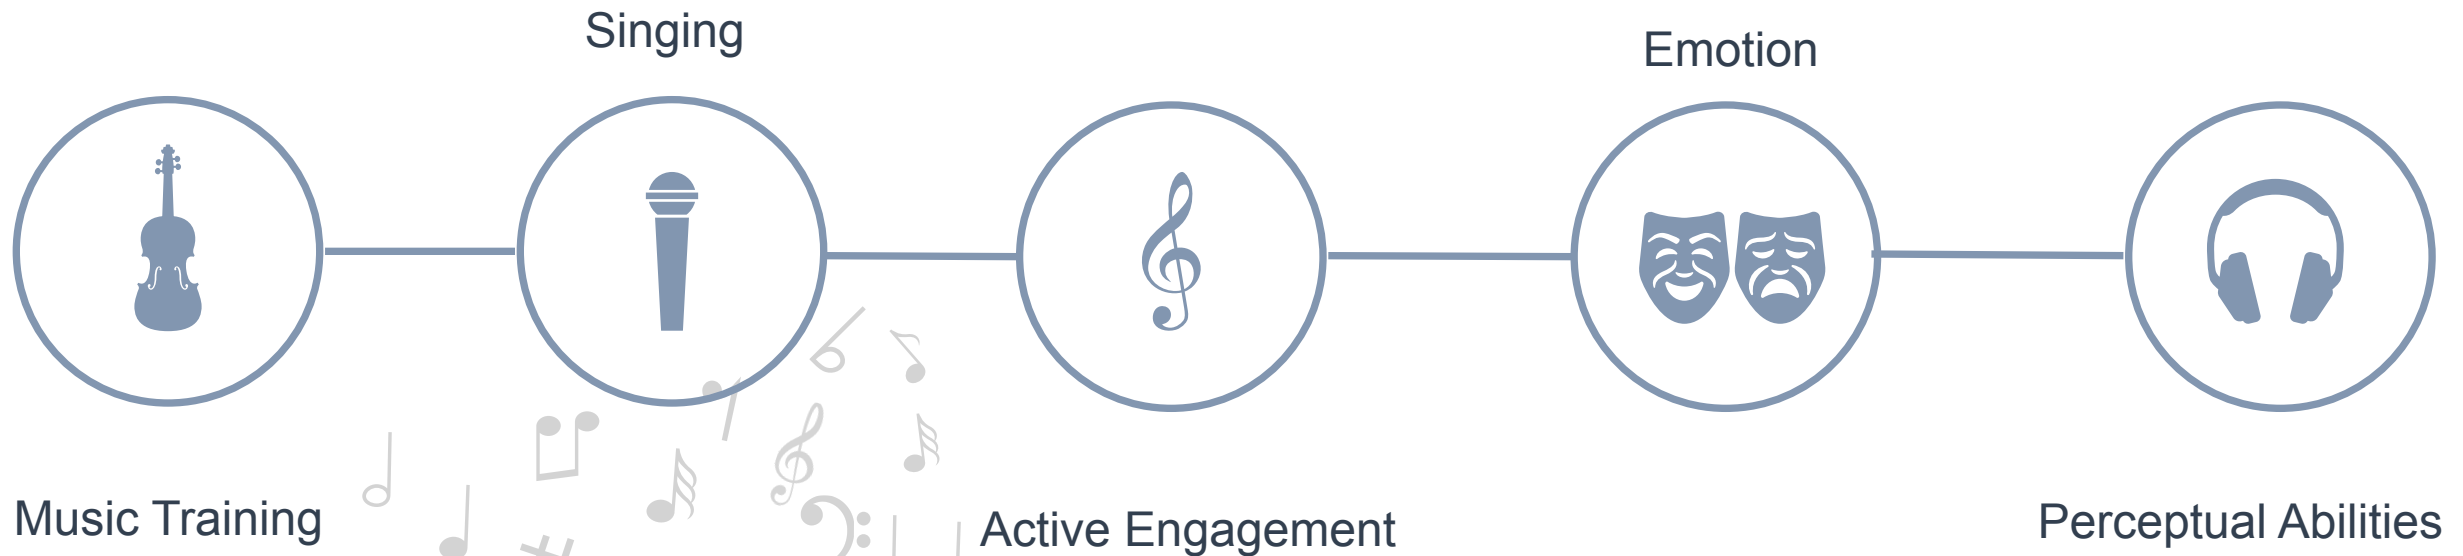 Singing
Emotion
Music Training
Active Engagement
Perceptual Abilities